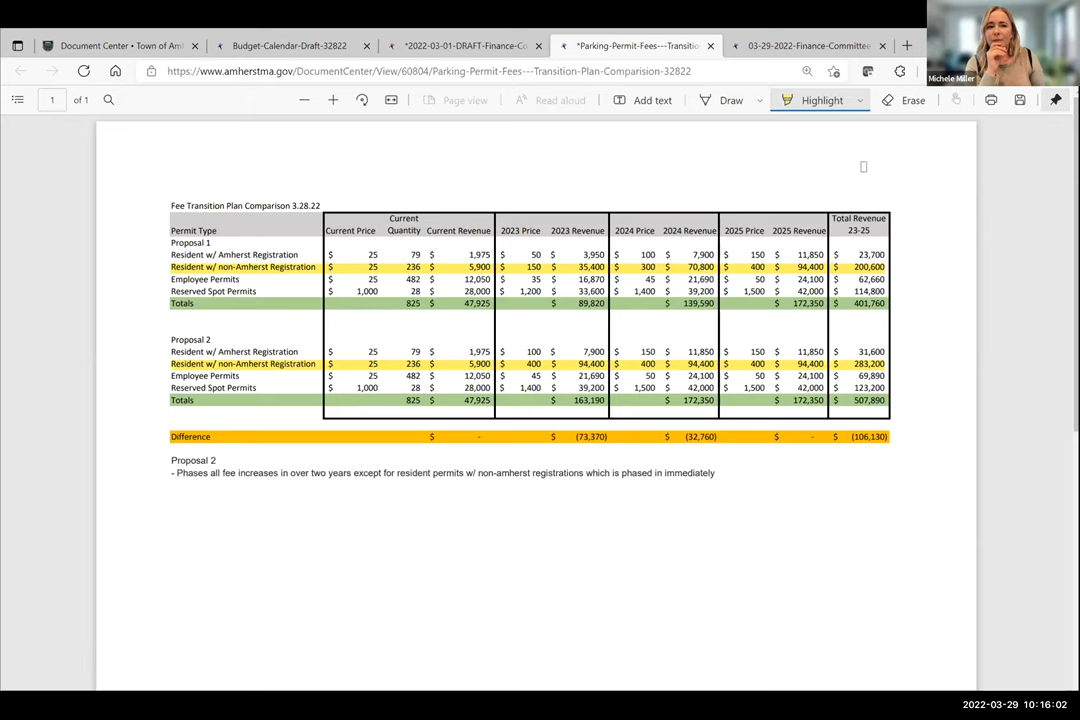 Document Center • Town of Aml
Budget-Calendar-Draft-32822
*2022-03-01-DRAFT-Finance-Co
*Parking-Permit-Fees---Transitio
03-29-2022-Finance-Committee
https://www.amherstma.gov/DocumentCenter/View/60804/Parking-Permit-Fees---Transition-Plan-Comparision-32822
Michele Miller
1 of 1
Page view
Read aloud
Add text
Draw
Highlight
Erase
Fee Transition Plan Comparison 3.28.22
Current Total Revenue
Permit Type Current Price Quantity Current Revenue 2023 Price 2023 Revenue 2024 Price 2024 Revenue 2025 Price 2025 Revenue 23-25
Proposal 1
Resident w/ Amherst Registration $ 25 79 $ 1,975 $ 50 $ 3,950 $ 100 $ 7,900 $ 150 $ 11,850 $ 23,700
Resident w/ non-Amherst Registration $ 25 236 $ 5,900 $ 150 $ 35,400 $ 300 $ 70,800 $ 400 $ 94,400 $ 200,600
Employee Permits $ 25 482 $ 12,050 $ 35 $ 16,870 $ 45 $ 21,690 $ 50 $ 24,100 $ 62,660
Reserved Spot Permits $ 1,000 28 $ 28,000 $ 1,200 $ 33,600 $ 1,400 $ 39,200 $ 1,500 $ 42,000 $ 114,800
Totals 825 $ 47,925 $ 89,820 $ 139,590 $ 172,350 $ 401,760
Proposal 2
Resident w/ Amherst Registration $ 25 79 $ 1,975 $ 100 $ 7,900 $ 150 $ 11,850 $ 150 $ 11,850 $ 31,600
Resident w/ non-Amherst Registration $ 25 236 $ 5,900 $ 400 $ 94,400 $ 400 $ 94,400 $ 400 $ 94,400 $ 283,200
Employee Permits $ 25 482 $ 12,050 $ 45 $ 21,690 $ 50 $ 24,100 $ 50 $ 24,100 $ 69,890
Reserved Spot Permits $ 1,000 28 $ 28,000 $ 1,400 $ 39,200 $ 1,500 $ 42,000 $ 1,500 $ 42,000 $ 123,200
Totals 825 $ 47,925 $ 163,190 $ 172,350 $ 172,350 $ 507,890
Difference $ - $ (73,370) $ (32,760) $ - $ (106,130)
Proposal 2
- Phases all fee increases in over two years except for resident permits w/ non-amherst registrations which is phased in immediately
2022-03-29 10:16:02